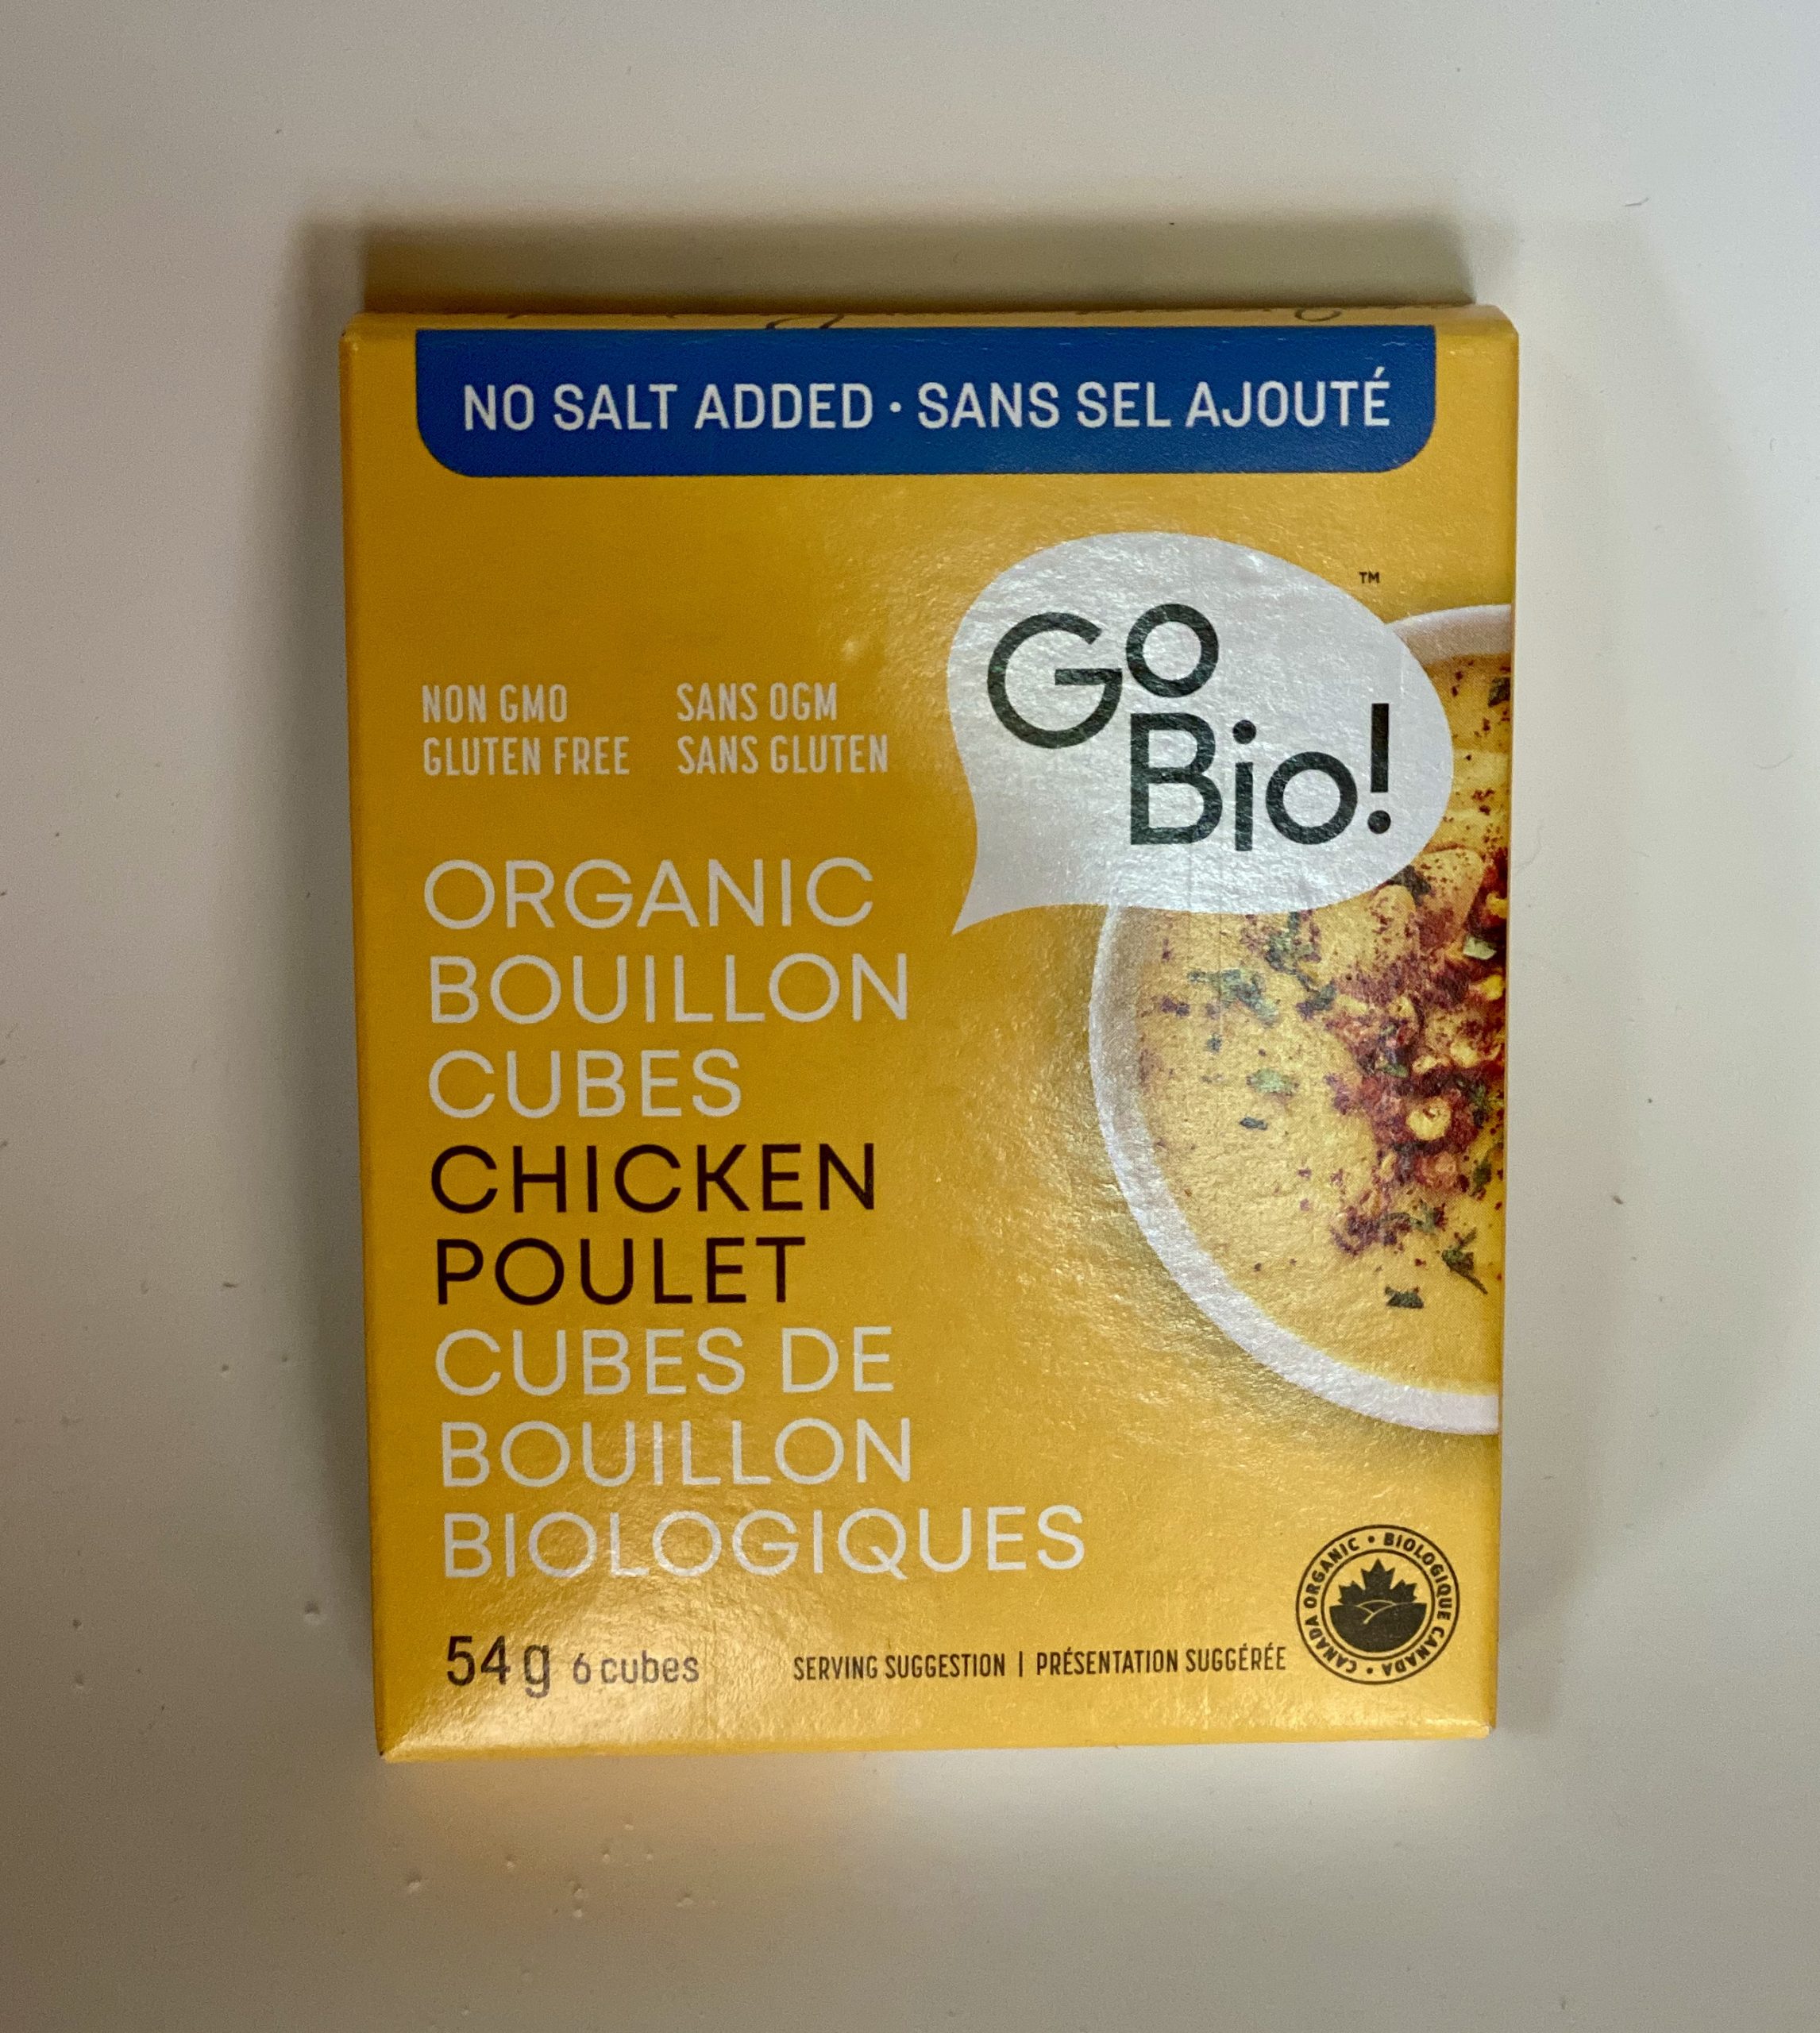 NO SALT ADDED · SANS SEL AJOUTÉ
GO
Bio!
™
NON GMO SANS OGM
GLUTEN FREE SANS GLUTEN
ORGANIC
BOUILLON
CUBES
CHICKEN
POULET
CUBES DE
BOUILLON
BIOLOGIQUES
54 g 6 cubes
SERVING SUGGESTION | PRÉSENTATION SUGGÉRÉE
CANADA ORGANIC • BIOLOGIQUE CANADA •